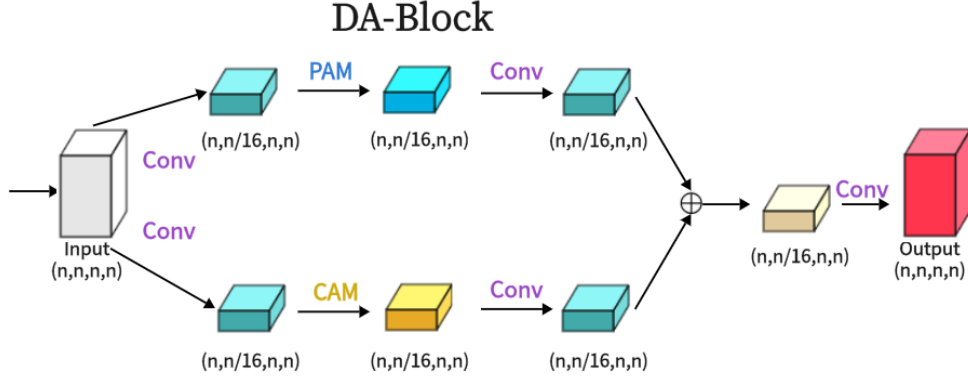 DA-Block
PAM
Conv
(n,n/16,n,n)
(n,n/16,n,n)
(n,n/16,n,n)
Conv
Conv
Input
(n,n,n,n)
Conv
(n,n/16,n,n)
Output
(n,n,n,n)
CAM
Conv
(n,n/16,n,n)
(n,n/16,n,n)
(n,n/16,n,n)